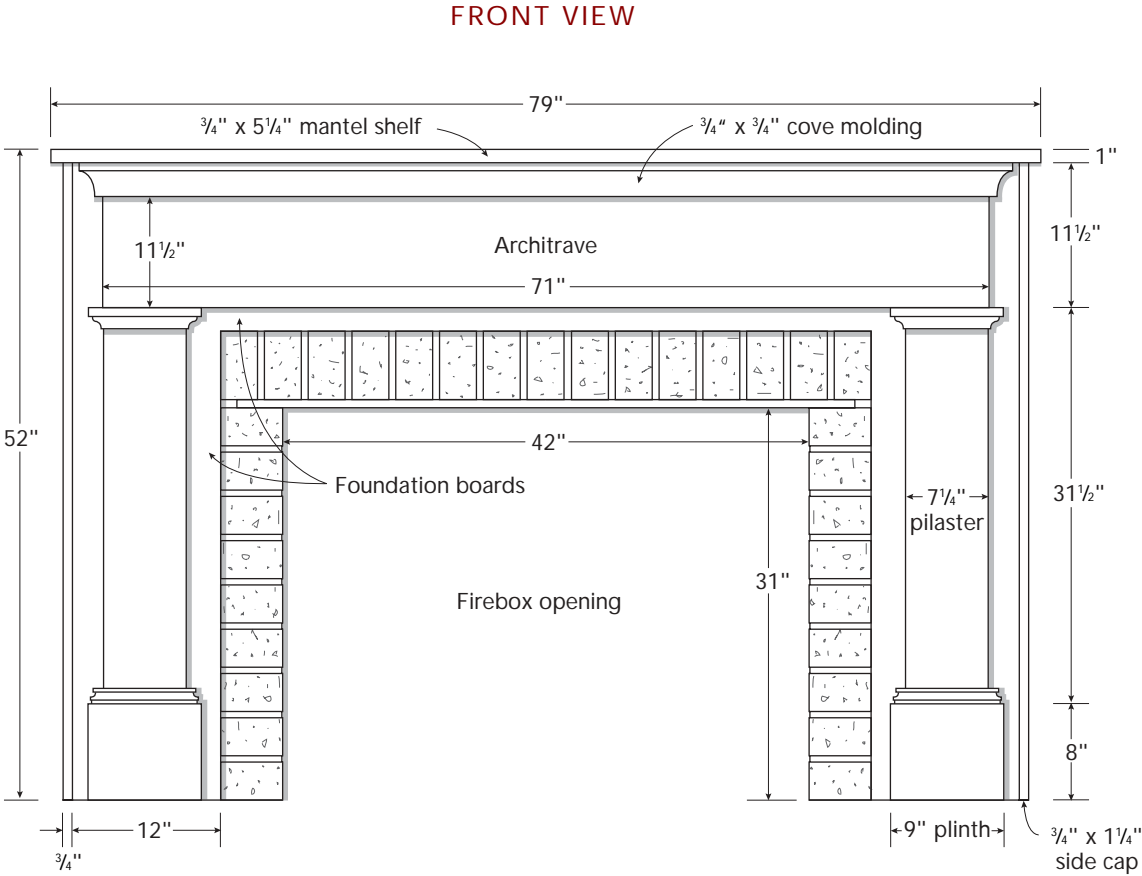 FRONT VIEW
79"
¾" x 5¼" mantel shelf
¾" x ¾" cove molding
1"
11½"
Architrave
11½"
71"
52"
42"
Foundation boards
7¼"
pilaster
31½"
31"
Firebox opening
8"
12"
9" plinth
¾" x 1¼"
side cap
¾"